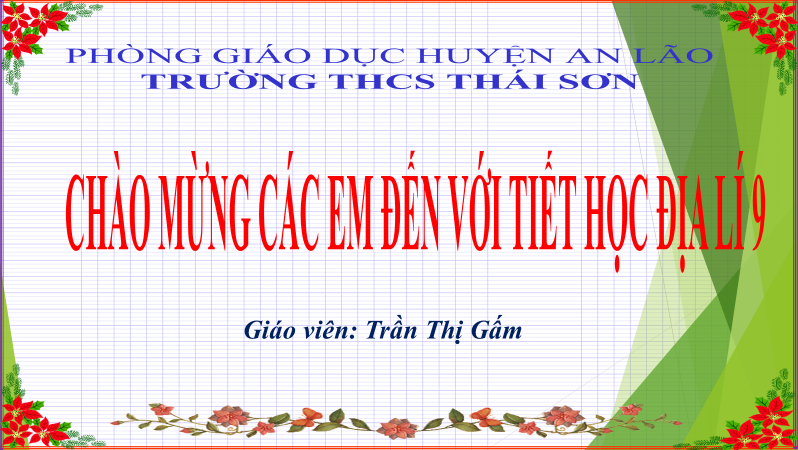 PHÒNG GIÁO DỤC HUYỆN AN LÃO
TRƯỜNG THCS THÁI SƠN
CHÀO MỪNG CÁC EM ĐẾN VỚI TIẾT HỌC ĐỊA LÍ 9
Giáo viên: Trần Thị Gấm